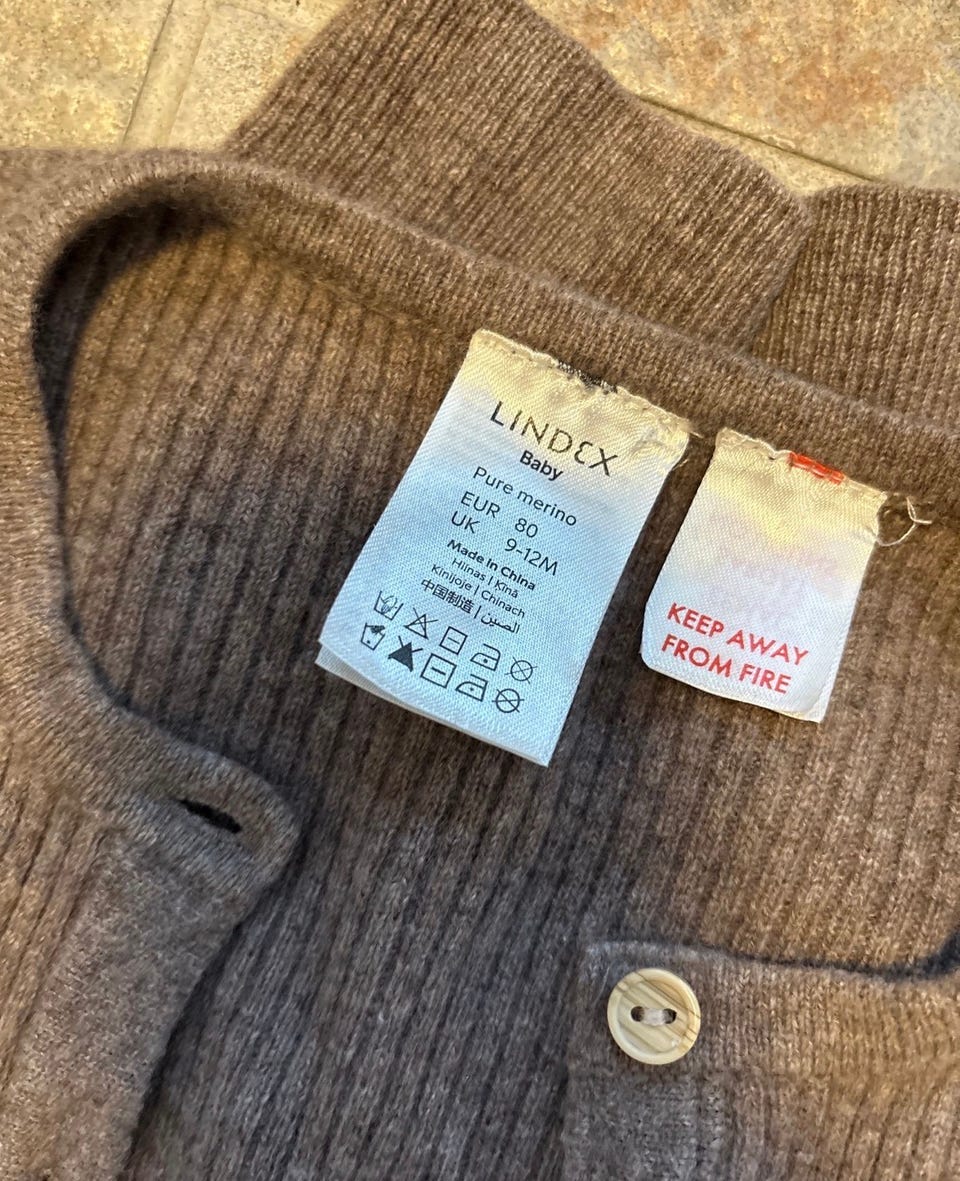 LINDEX
Baby
Pure merino
EUR 80
UK 9-12M
Made in China
Hiinas | Ķīnā
Kinijoje | Chinach
中国制造 | الصين
KEEP AWAY
FROM FIRE